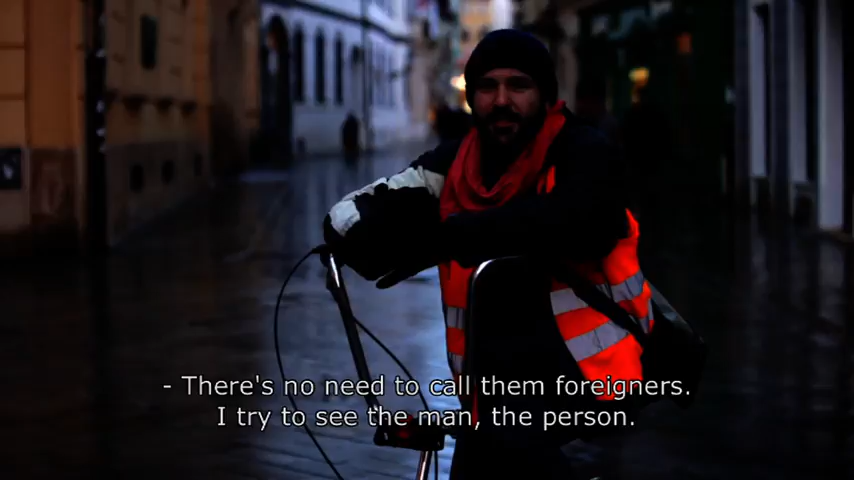 - There's no need to call them foreigners.
I try to see the man, the person.